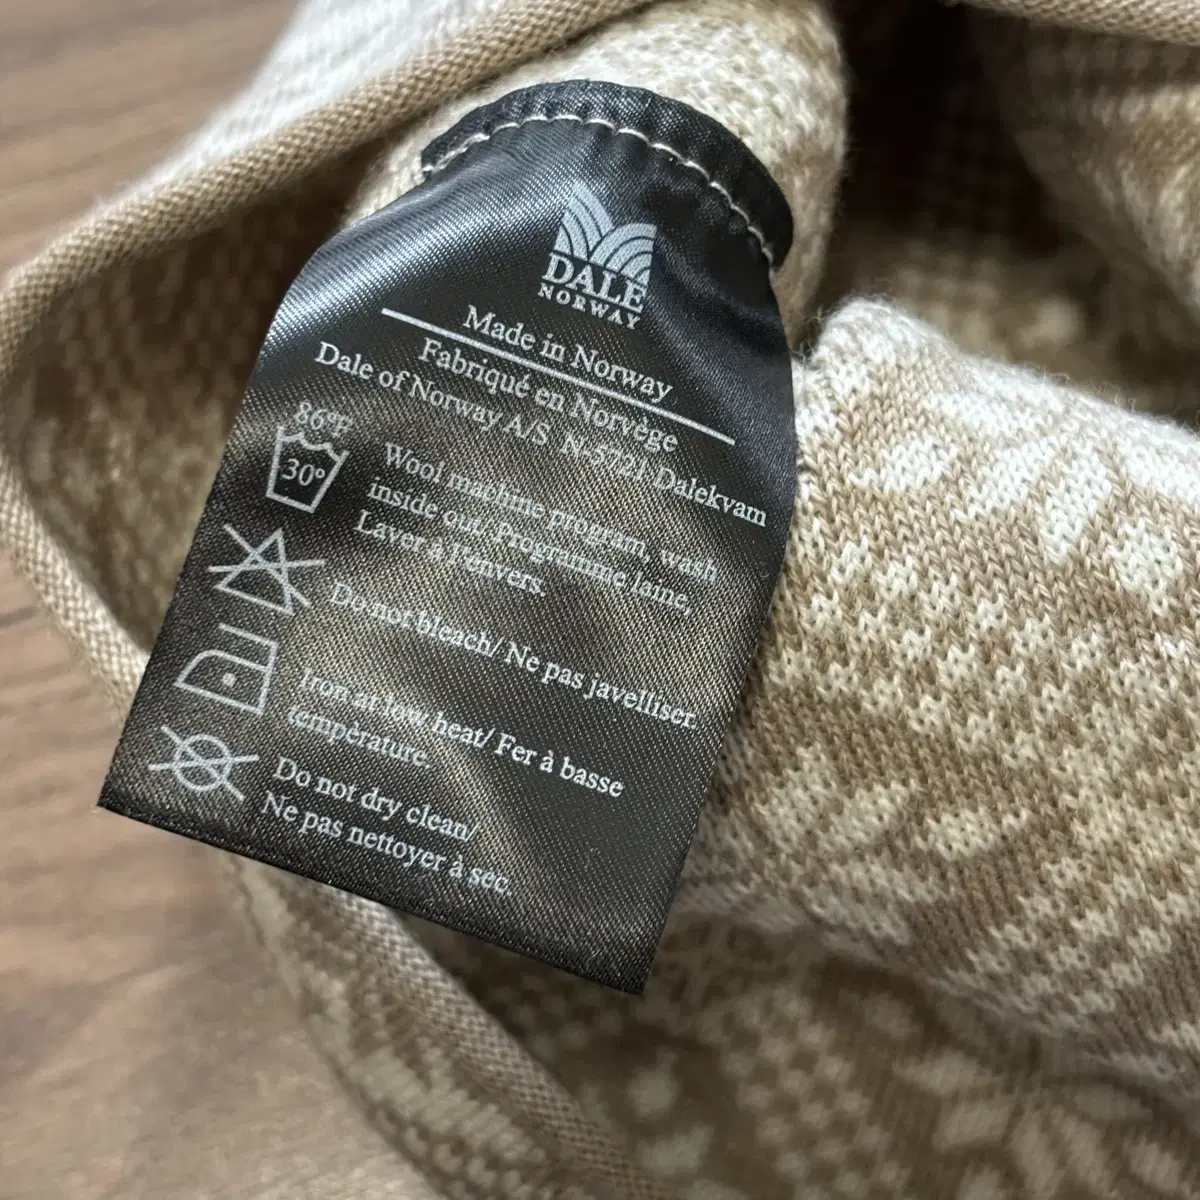 DALE
NORWAY
Made in Norway
Fabriqué en Norvège
Dale of Norway A/S N-5721 Dalekvam
86°F
30°
Wool machine program, wash
inside out/ Programme laine,
Laver à l'envers.
Do not bleach/ Ne pas javelliser.
Iron at low heat/ Fer à basse
température.
Do not dry clean/
Ne pas nettoyer à sec.